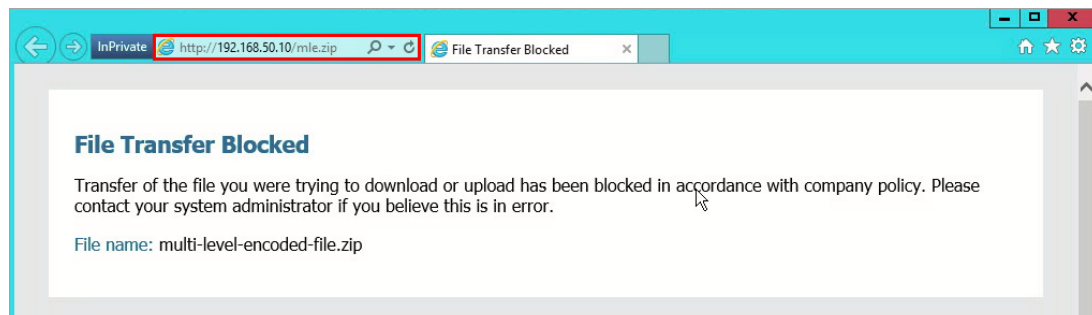 InPrivate http://192.168.50.10/mle.zip File Transfer Blocked
File Transfer Blocked
Transfer of the file you were trying to download or upload has been blocked in accordance with company policy. Please
contact your system administrator if you believe this is in error.
File name: multi-level-encoded-file.zip